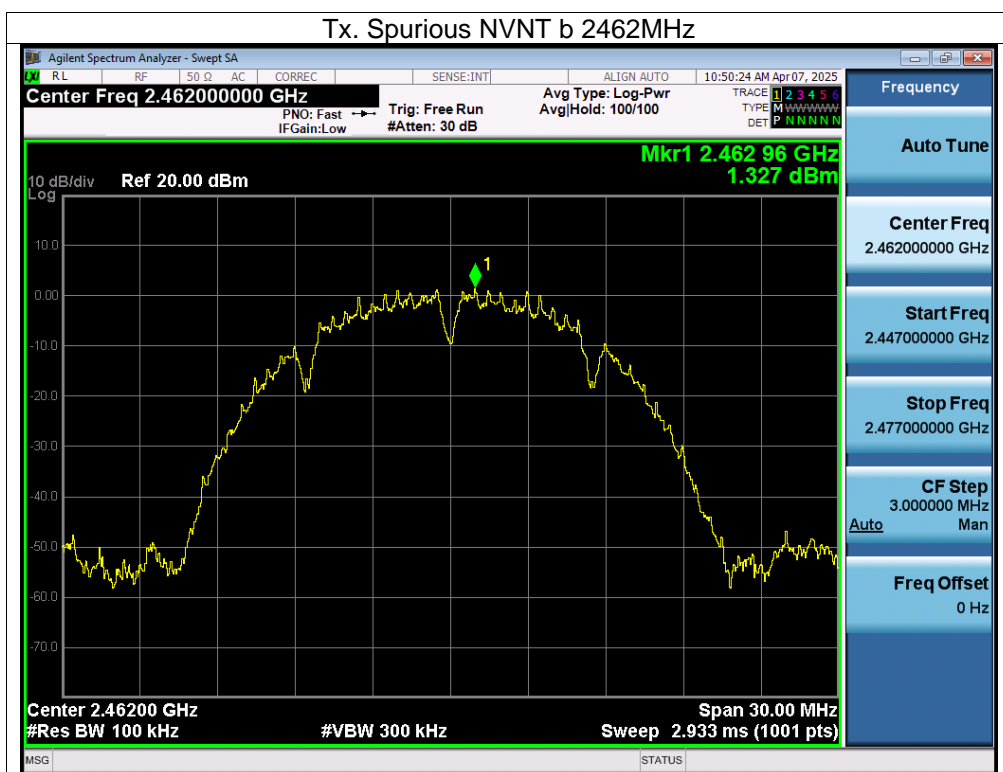 Tx. Spurious NVNT b 2462MHz
Agilent Spectrum Analyzer - Swept SA
LXI RL RF 50 Ω AC CORREC SENSE:INT ALIGN AUTO 10:50:24 AM Apr 07, 2025
Center Freq 2.462000000 GHz
PNO: Fast
IFGain:Low
Trig: Free Run
#Atten: 30 dB
Avg Type: Log-Pwr
Avg|Hold: 100/100
TRACE 1 2 3 4 5 6
TYPE M WWWWW
DET P N N N N N
Mkr1 2.462 96 GHz
1.327 dBm
10 dB/div Ref 20.00 dBm
Log
10.0
0.00
-10.0
-20.0
-30.0
-40.0
-50.0
-60.0
-70.0
1
Center 2.46200 GHz Span 30.00 MHz
#Res BW 100 kHz #VBW 300 kHz Sweep 2.933 ms (1001 pts)
MSG STATUS
Frequency
Auto Tune
Center Freq
2.462000000 GHz
Start Freq
2.447000000 GHz
Stop Freq
2.477000000 GHz
CF Step
3.000000 MHz
Auto Man
Freq Offset
0 Hz